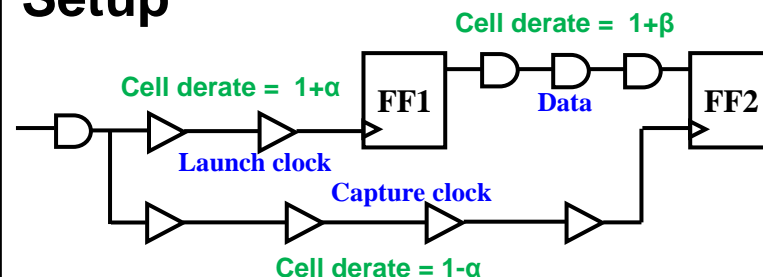 Setup
Cell derate = 1+β
Cell derate = 1+α
FF1
Data
FF2
Launch clock
Capture clock
Cell derate = 1-α